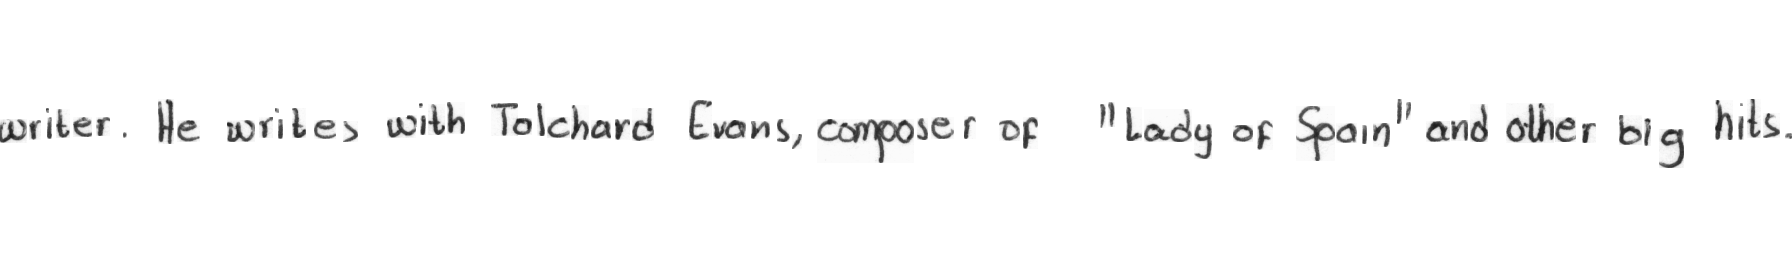 writer. He writes with Tolchard Evans, composer of "Lady of Spain" and other big hits.